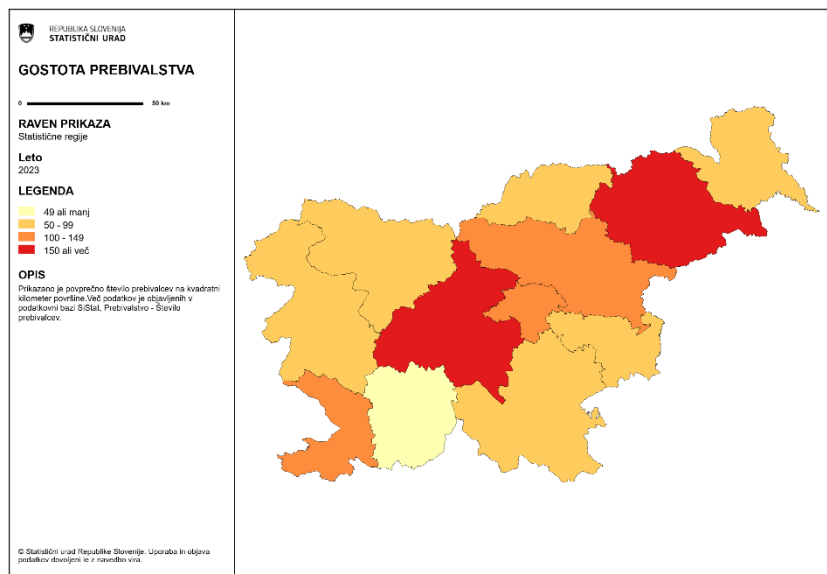 REPUBLIKA SLOVENIJA
STATISTIČNI URAD
GOSTOTA PREBIVALSTVA
0 50 km
RAVEN PRIKAZA
Statistične regije
Leto
2023
LEGENDA
49 ali manj
50 - 99
100 - 149
150 ali več
OPIS
Prikazano je povprečno število prebivalcev na kvadratni
kilometer površine.Več podatkov je objavljenih v
podatkovni bazi SiStat, Prebivalstvo - Število
prebivalcev.
© Statistični urad Republike Slovenije. Uporaba in objava
podatkov dovoljeni le z navedbo vira.